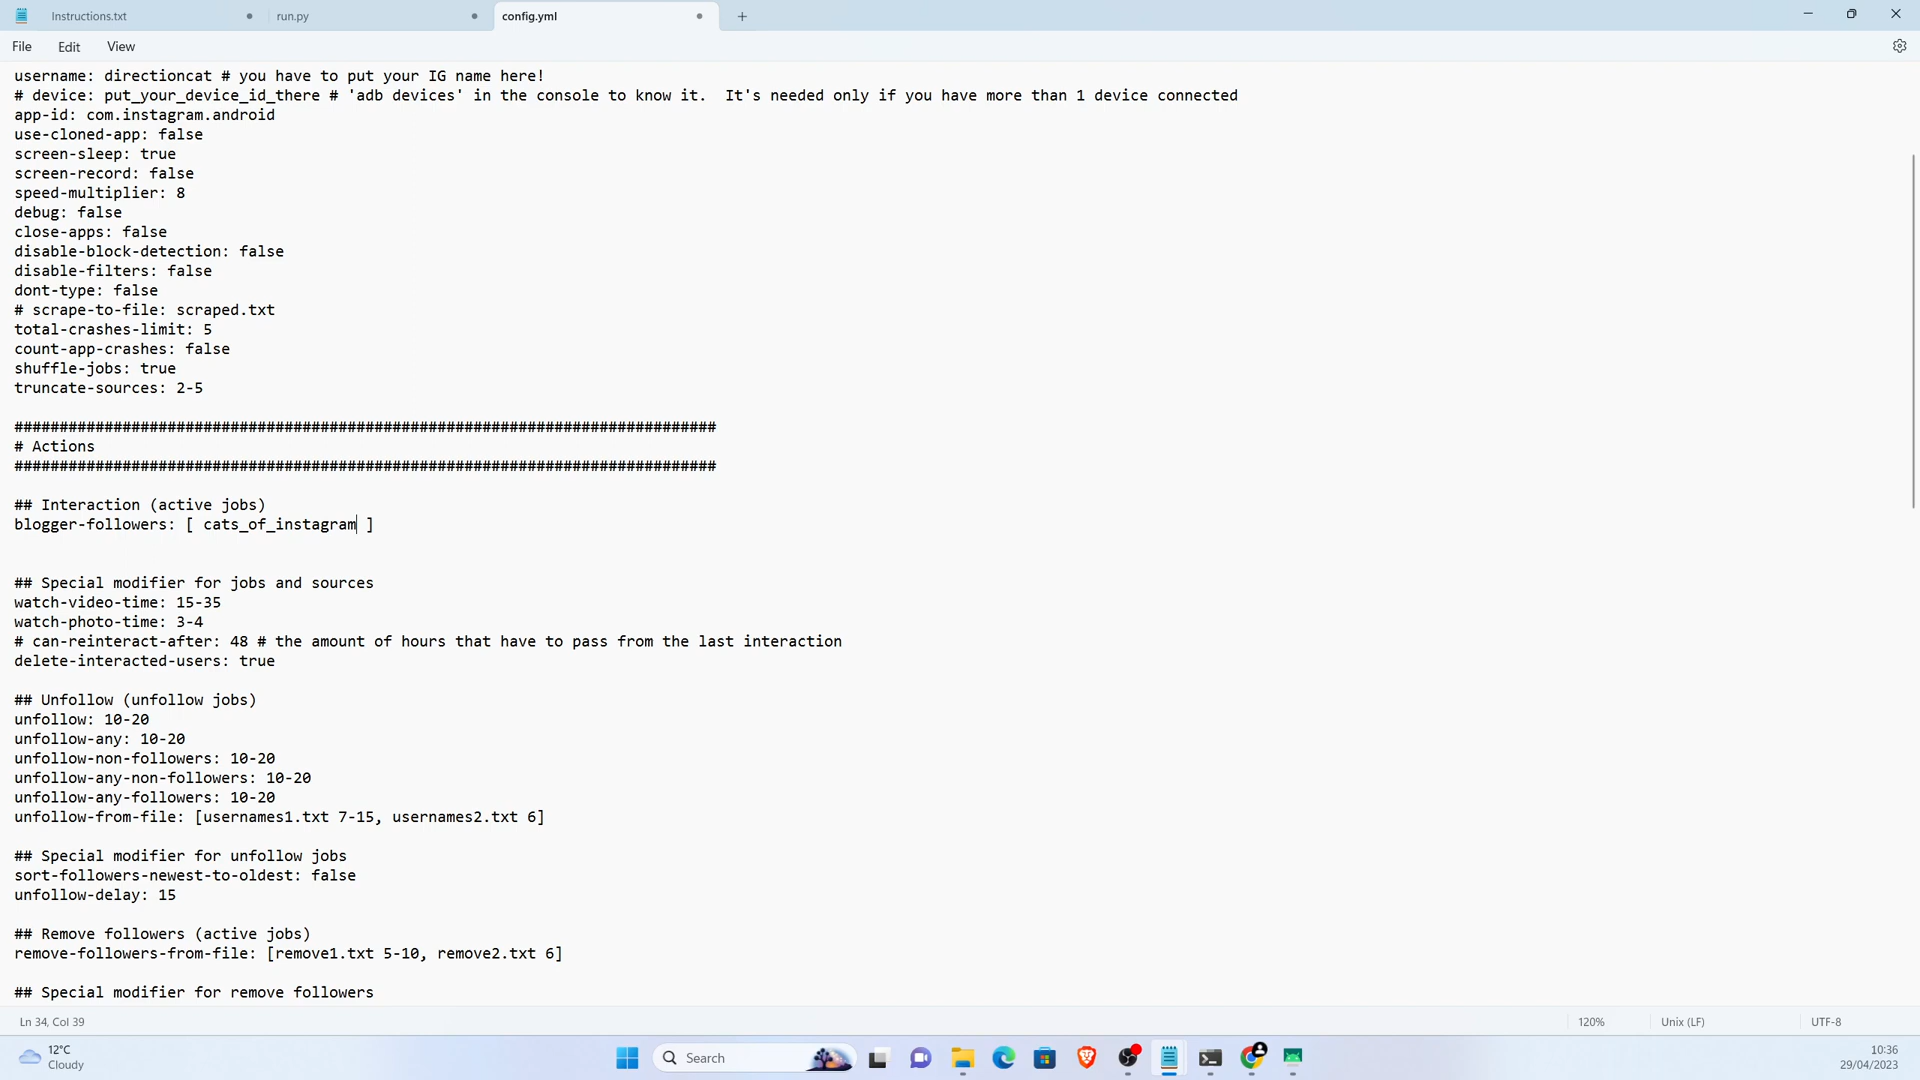 Instructions.txt
run.py
config.yml
File
Edit
View
username: directioncat # you have to put your IG name here!
# device: put_your_device_id_there # 'adb devices' in the console to know it.  It's needed only if you have more than 1 device connected
app-id: com.instagram.android
use-cloned-app: false
screen-sleep: true
screen-record: false
speed-multiplier: 8
debug: false
close-apps: false
disable-block-detection: false
disable-filters: false
dont-type: false
# scrape-to-file: scraped.txt
total-crashes-limit: 5
count-app-crashes: false
shuffle-jobs: true
truncate-sources: 2-5
##############################################################################
# Actions
##############################################################################
## Interaction (active jobs)
blogger-followers: [ cats_of_instagram ]
## Special modifier for jobs and sources
watch-video-time: 15-35
watch-photo-time: 3-4
# can-reinteract-after: 48 # the amount of hours that have to pass from the last interaction
delete-interacted-users: true
## Unfollow (unfollow jobs)
unfollow: 10-20
unfollow-any: 10-20
unfollow-non-followers: 10-20
unfollow-any-non-followers: 10-20
unfollow-any-followers: 10-20
unfollow-from-file: [usernames1.txt 7-15, usernames2.txt 6]
## Special modifier for unfollow jobs
sort-followers-newest-to-oldest: false
unfollow-delay: 15
## Remove followers (active jobs)
remove-followers-from-file: [remove1.txt 5-10, remove2.txt 6]
## Special modifier for remove followers
Ln 34, Col 39
120%
Unix (LF)
UTF-8
12°C
Cloudy
Search
10:36
29/04/2023